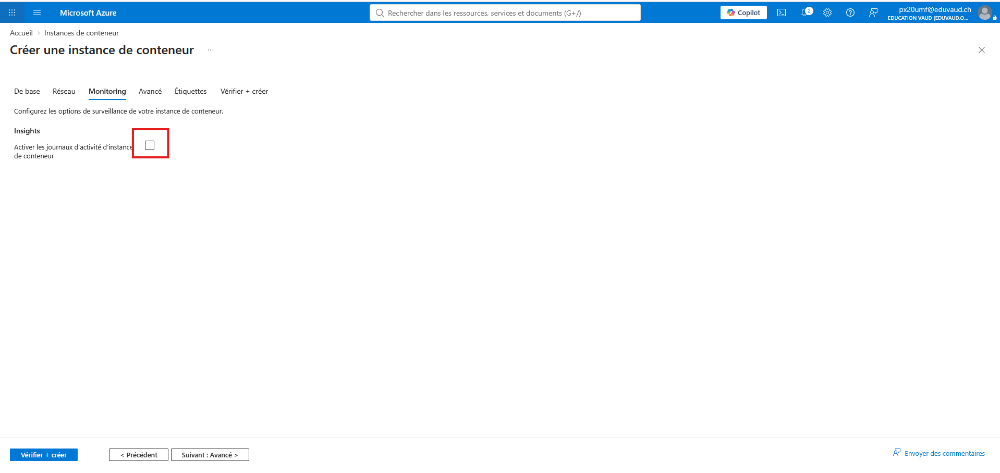 Microsoft Azure
Rechercher dans les ressources, services et documents (G+/)
Copilot
2
px20umf@eduvaud.ch
EDUCATION VAUD (EDUVAUD.O...
Accueil > Instances de conteneur
Créer une instance de conteneur ...
De base Réseau Monitoring Avancé Étiquettes Vérifier + créer
Configurez les options de surveillance de votre instance de conteneur.
Insights
Activer les journaux d’activité d’instance
de conteneur
Vérifier + créer
< Précédent
Suivant : Avancé >
Envoyer des commentaires